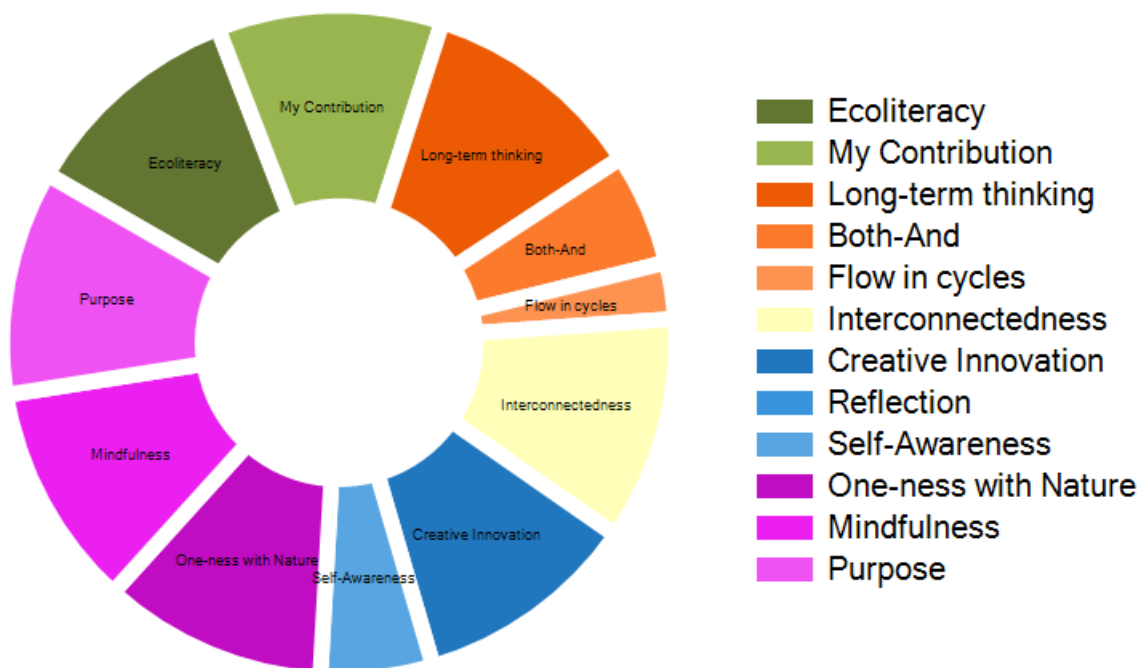 My Contribution
Long-term thinking
Ecoliteracy
Both-And
Purpose
Flow in cycles
Interconnectedness
Mindfulness
Creative Innovation
One-ness with Nature
Self-Awareness
Ecoliteracy
My Contribution
Long-term thinking
Both-And
Flow in cycles
Interconnectedness
Creative Innovation
Reflection
Self-Awareness
One-ness with Nature
Mindfulness
Purpose